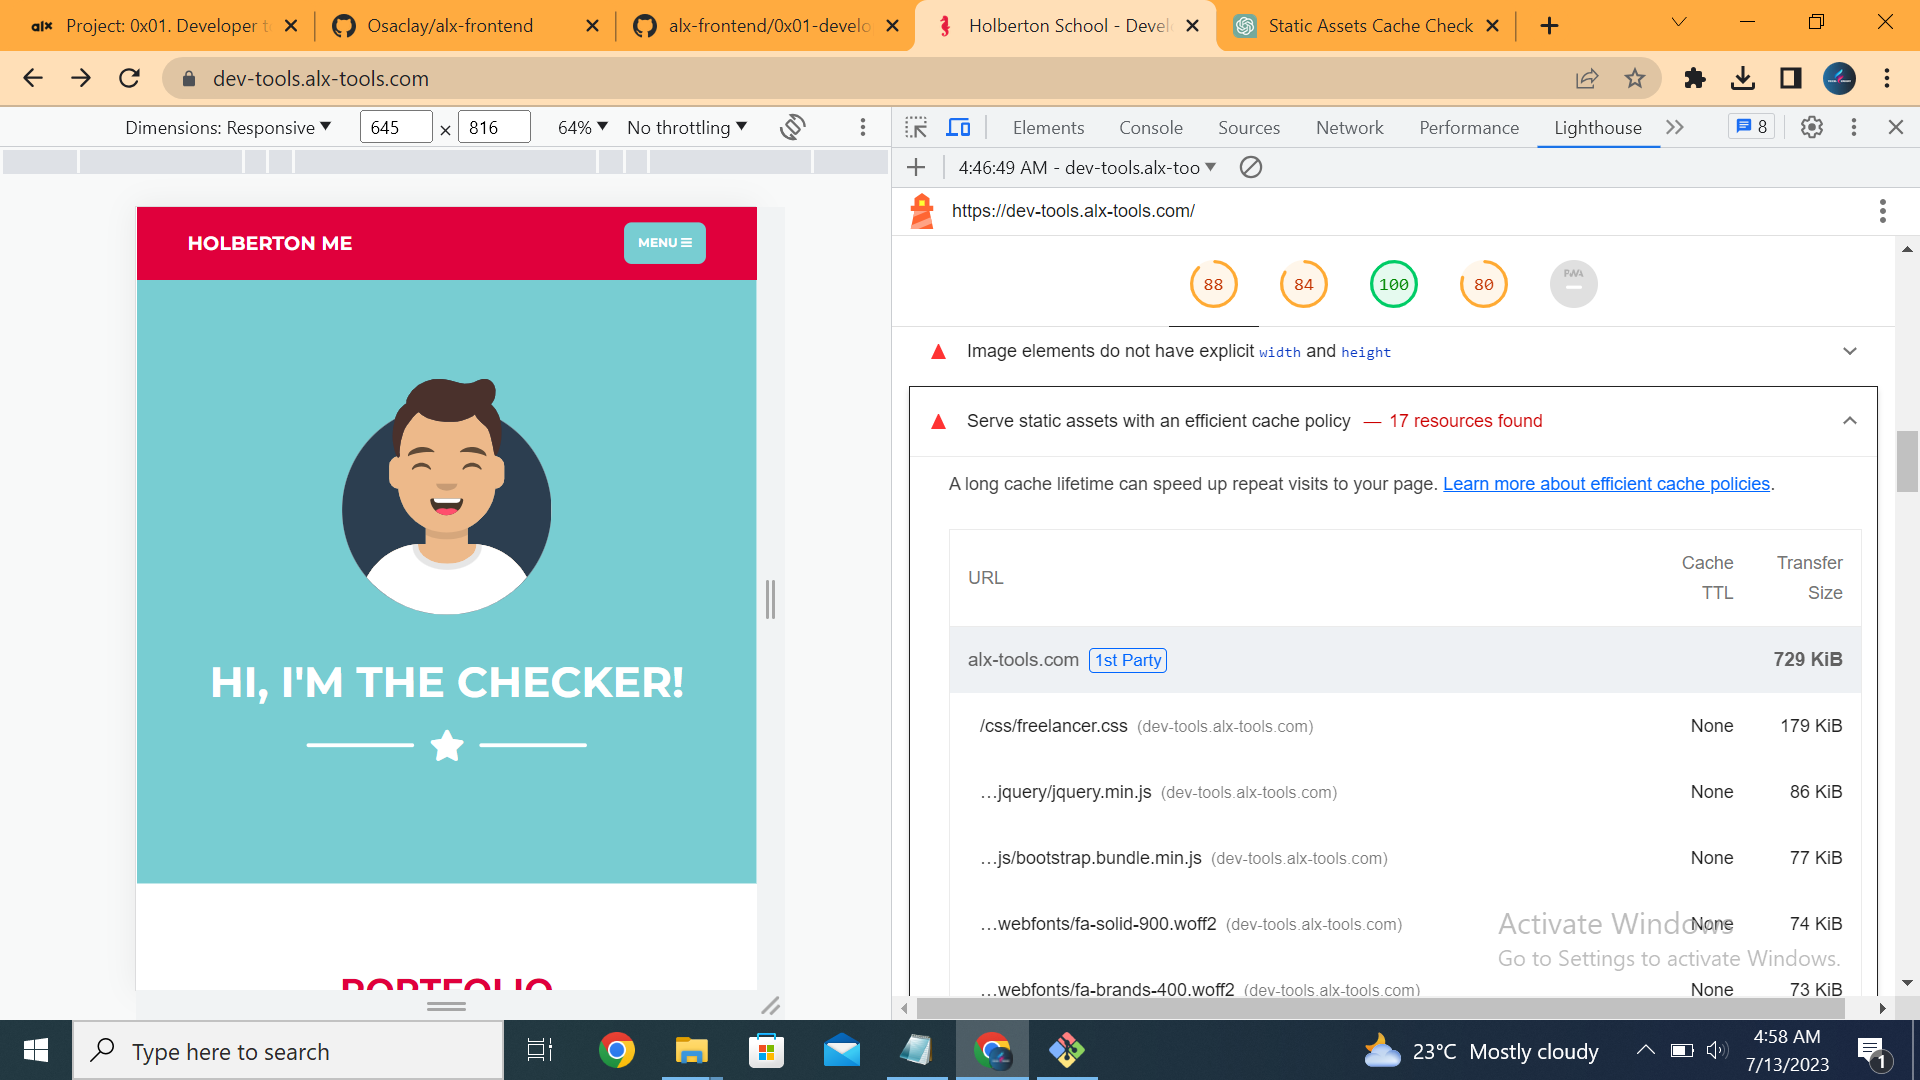 alx Project: 0x01. Developer t
Osaclay/alx-frontend
alx-frontend/0x01-develo
Holberton School - Devel
Static Assets Cache Check
dev-tools.alx-tools.com
Dimensions: Responsive 645 x 816 64% No throttling
Elements Console Sources Network Performance Lighthouse 8
4:46:49 AM - dev-tools.alx-too
https://dev-tools.alx-tools.com/
88 84 100 80 PWA
HOLBERTON ME
MENU
HI, I'M THE CHECKER!
PORTFOLIO
Image elements do not have explicit width and height
Serve static assets with an efficient cache policy — 17 resources found
A long cache lifetime can speed up repeat visits to your page. Learn more about efficient cache policies.
URL Cache TTL Transfer Size
alx-tools.com 1st Party 729 KiB
/css/freelancer.css (dev-tools.alx-tools.com) None 179 KiB
…jquery/jquery.min.js (dev-tools.alx-tools.com) None 86 KiB
…js/bootstrap.bundle.min.js (dev-tools.alx-tools.com) None 77 KiB
…webfonts/fa-solid-900.woff2 (dev-tools.alx-tools.com) None 74 KiB
…webfonts/fa-brands-400.woff2 (dev-tools.alx-tools.com) None 73 KiB
Activate Windows
Go to Settings to activate Windows.
Type here to search
23°C Mostly cloudy
4:58 AM
7/13/2023
1